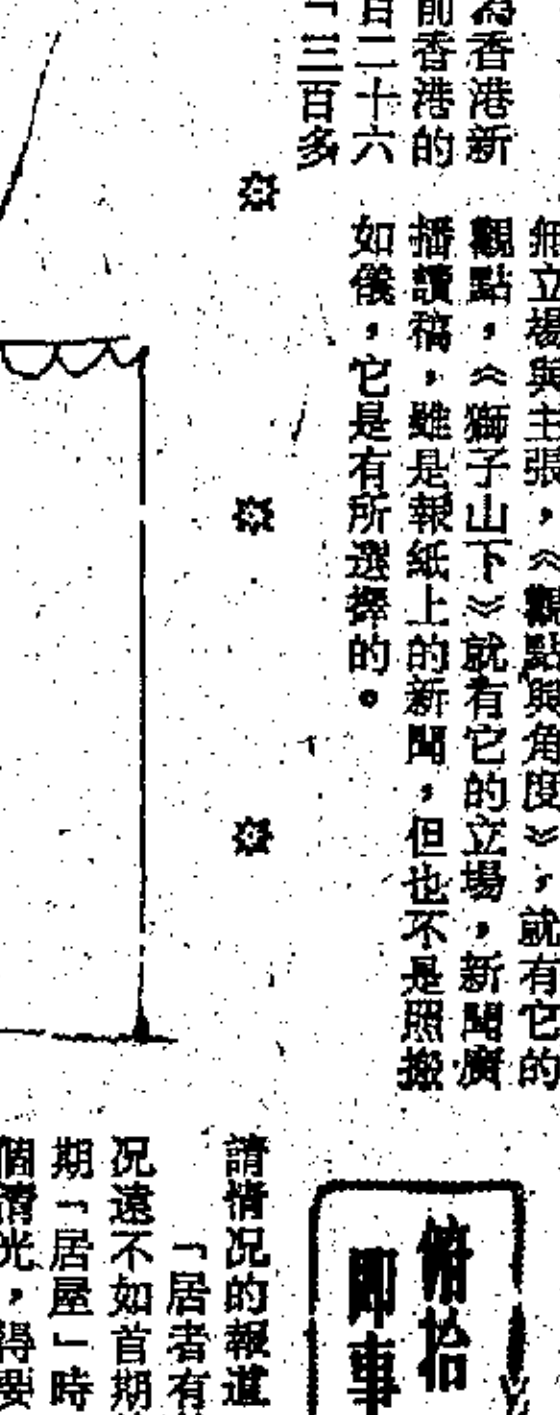 為香港新
前香港的
百二十六
「三百多
無立場與主張，《觀點與角度》，就有它的
觀點，《獅子山下》就有它的立場，新聞廣
播讀稿，雖是報紙上的新聞，但也不是照搬
如儀，它是有所選擇的。
俯拾
即事
請情况的報道
「居者有
况遠不如首期
期「居屋」時
個清光，得要